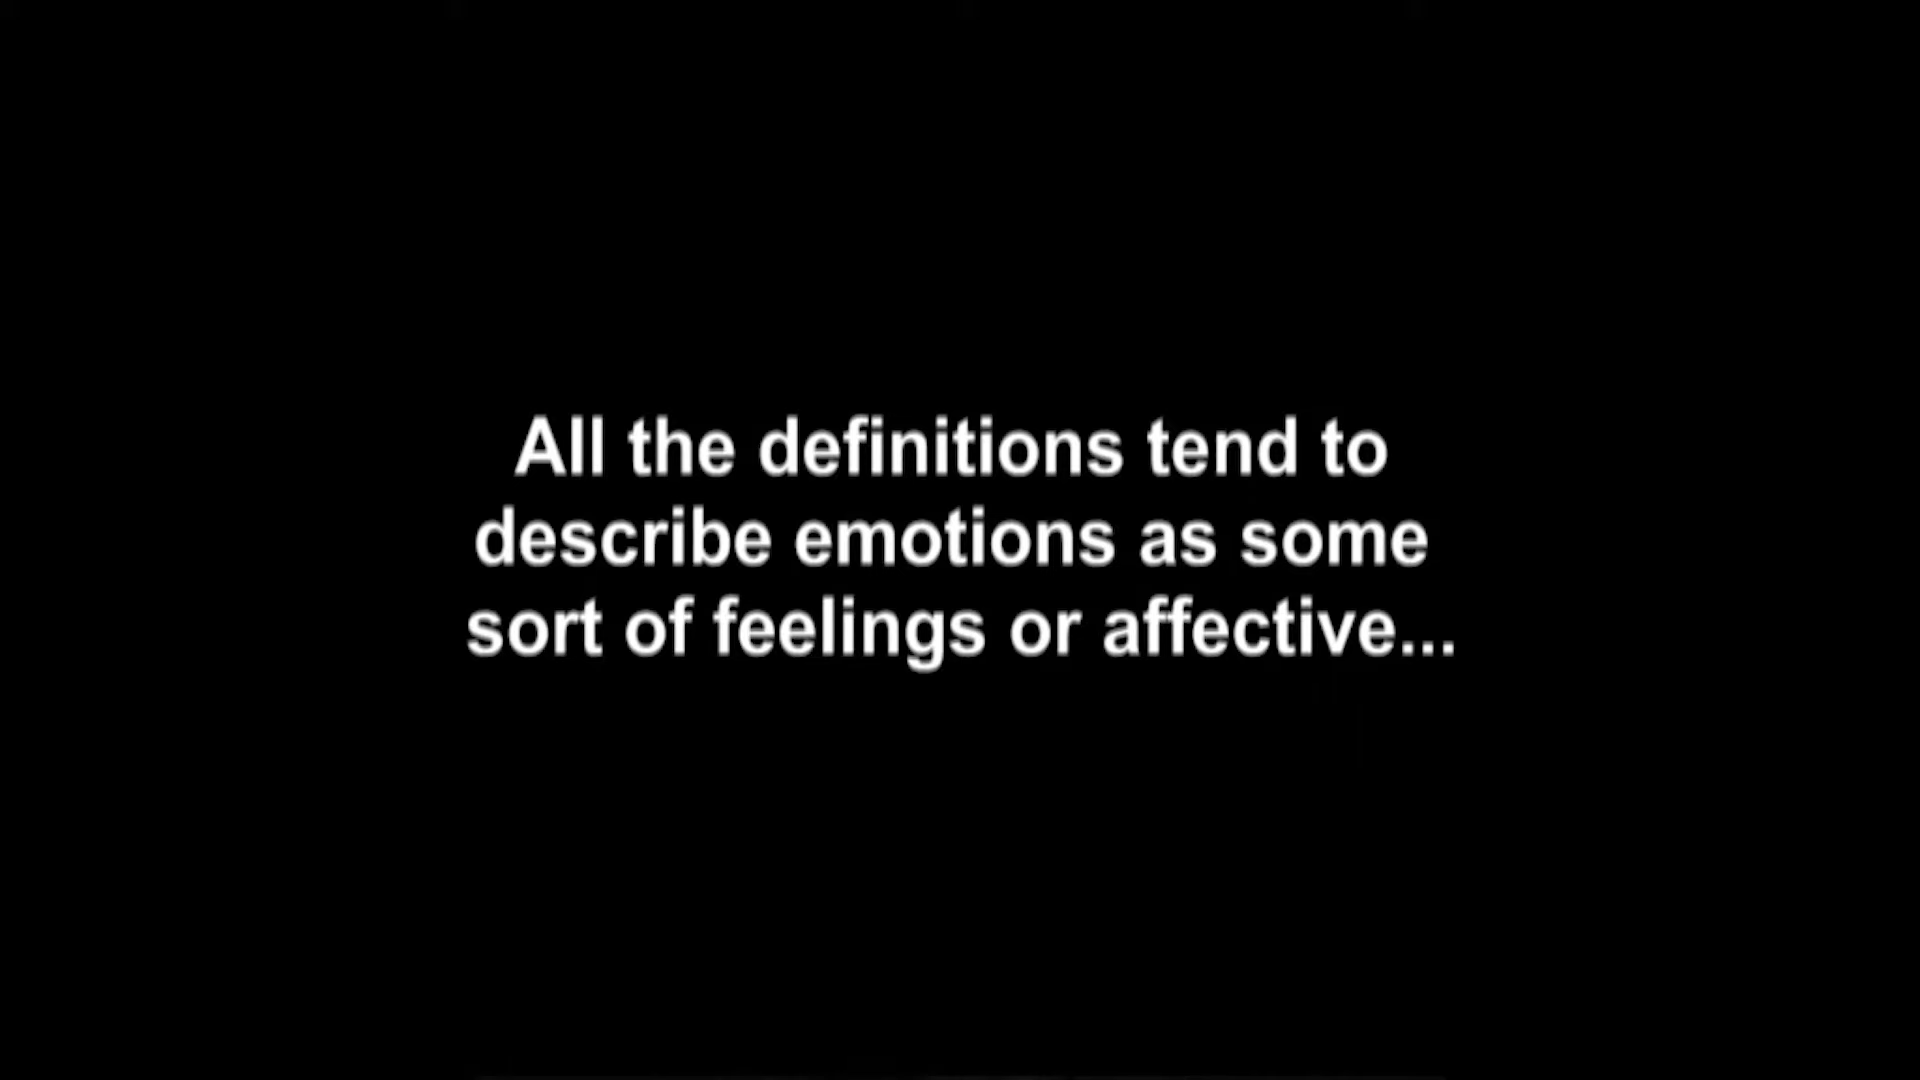 All the definitions tend to
describe emotions as some
sort of feelings or affective...